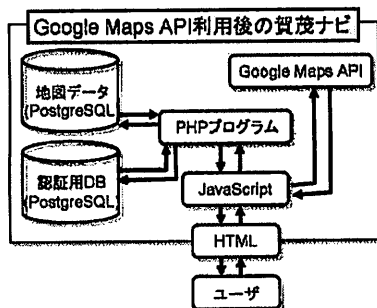 Google Maps API利用後の賀茂ナビ
地図データ
(PostgreSQL
Google Maps API
PHPプログラム
認証用DB
(PostgreSQL)
JavaScript
HTML
ユーザ